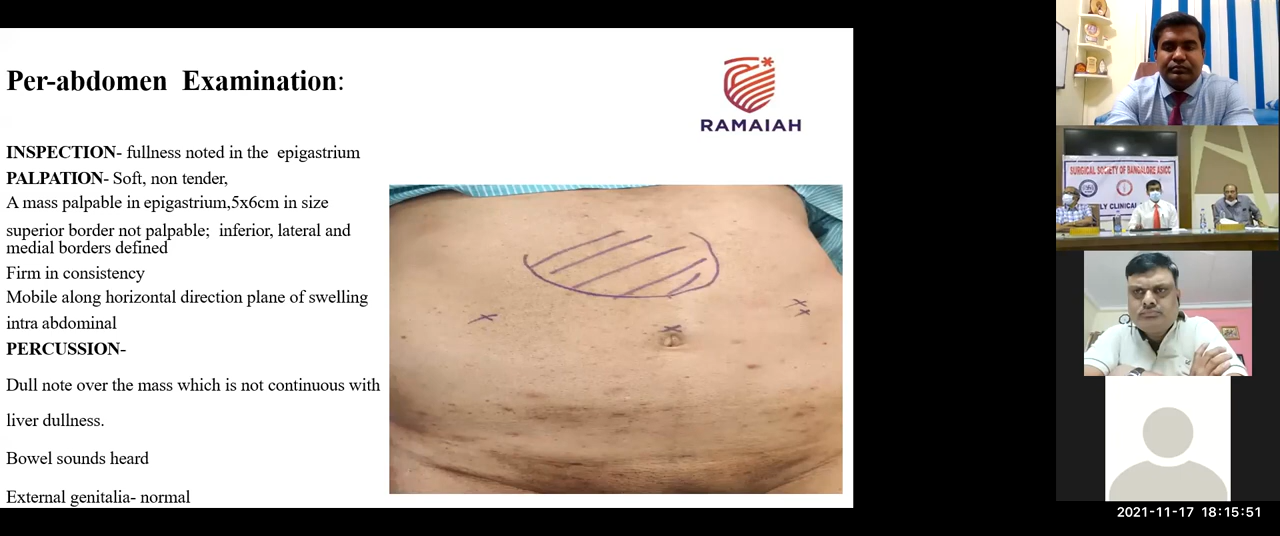 Per-abdomen Examination:
RAMAIAH
INSPECTION- fullness noted in the epigastrium
PALPATION- Soft, non tender,
A mass palpable in epigastrium,5x6cm in size
superior border not palpable; inferior, lateral and
medial borders defined
Firm in consistency
Mobile along horizontal direction plane of swelling
intra abdominal
PERCUSSION-
Dull note over the mass which is not continuous with
liver dullness.
Bowel sounds heard
External genitalia- normal
SURGICAL SOCIETY OF BANGALORE ASICC
LY CLINICAL
2021-11-17 18:15:51